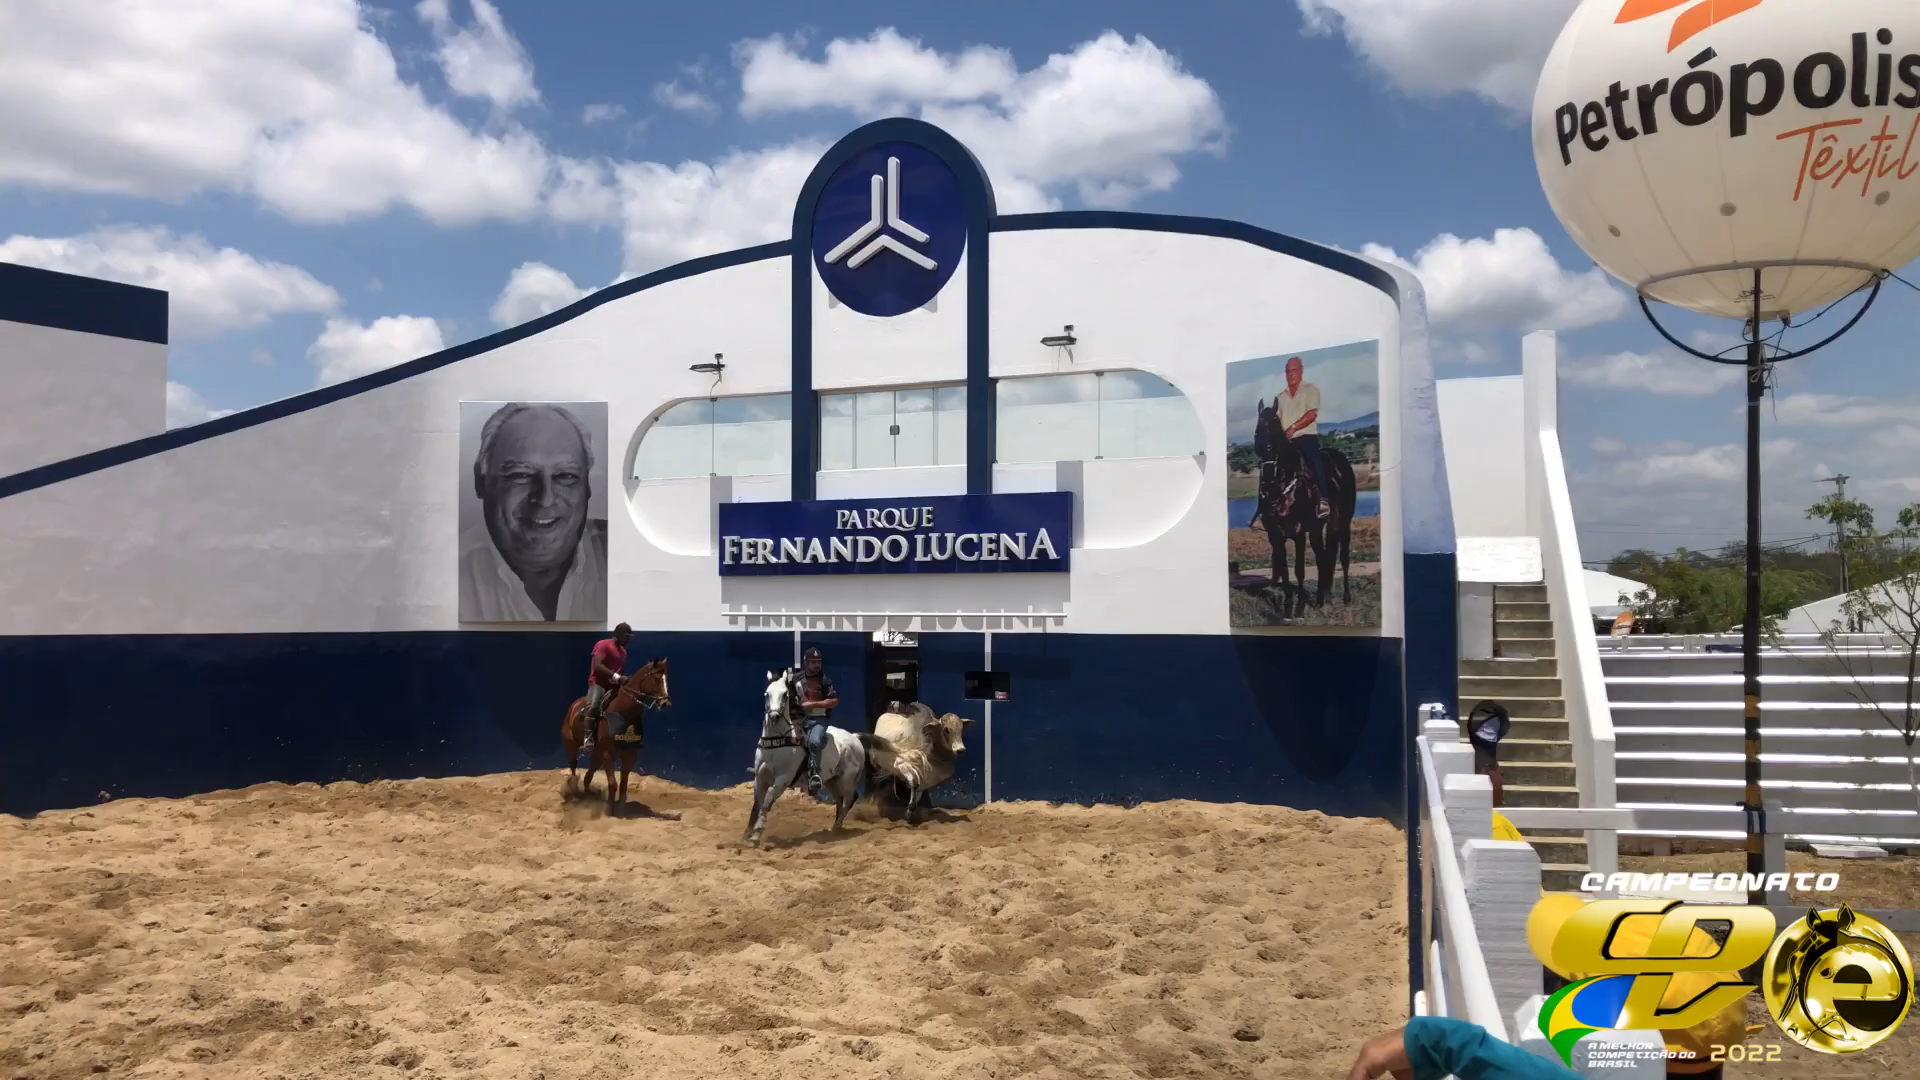 Petrópolis
Têxtil
PARQUE
FERNANDO LUCENA
CAMPEONATO
e
A MELHOR
COMPETIÇÃO DO
BRASIL
2022